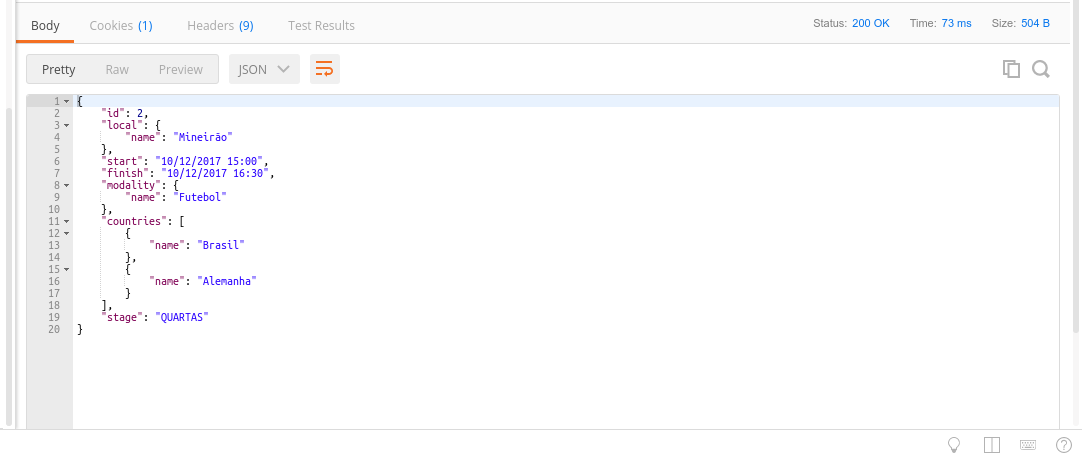 Body Cookies (1) Headers (9) Test Results Status: 200 OK Time: 73 ms Size: 504 B
Pretty Raw Preview JSON
1 {
2 "id": 2,
3 "local": {
4 "name": "Mineirão"
5 },
6 "start": "10/12/2017 15:00",
7 "finish": "10/12/2017 16:30",
8 "modality": {
9 "name": "Futebol"
10 },
11 "countries": [
12 {
13 "name": "Brasil"
14 },
15 {
16 "name": "Alemanha"
17 }
18 ],
19 "stage": "QUARTAS"
20 }